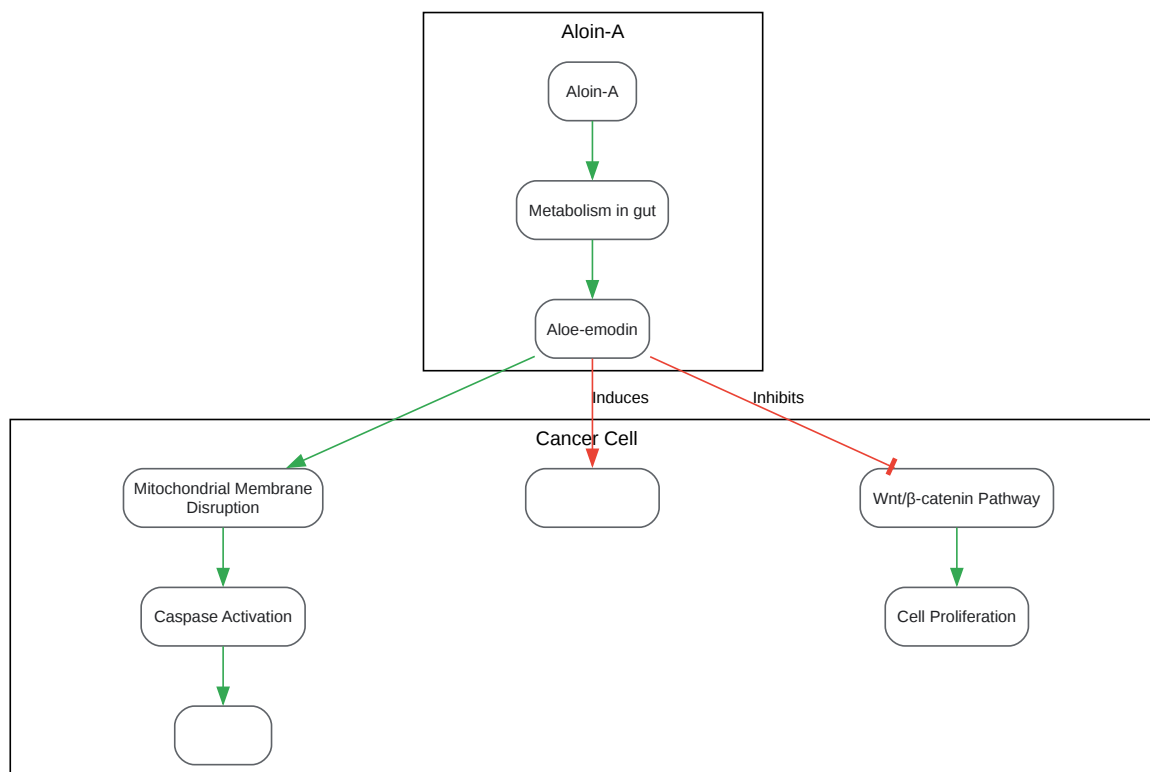 Aloin-A
Aloin-A
Metabolism in gut
Aloe-emodin
Induces
Inhibits
Cancer Cell
Mitochondrial Membrane
Disruption
Wnt/β-catenin Pathway
Caspase Activation
Cell Proliferation